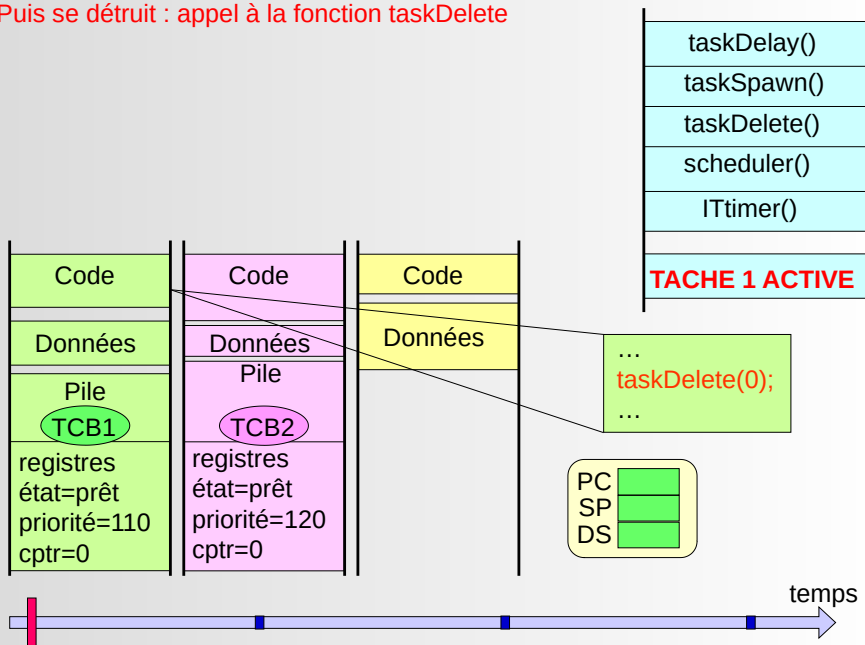 Puis se détruit : appel à la fonction taskDelete
taskDelay()
taskSpawn()
taskDelete()
scheduler()
ITtimer()
TACHE 1 ACTIVE
Code
Données
Pile
TCB1
registres
état=prêt
priorité=110
cptr=0
Code
Données
Pile
TCB2
registres
état=prêt
priorité=120
cptr=0
Code
Données
...
taskDelete(0);
...
PC
SP
DS
temps